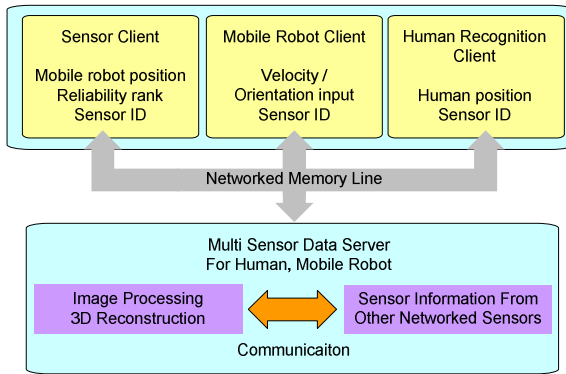 Sensor Client
Mobile robot position
Reliability rank
Sensor ID
Mobile Robot Client
Velocity /
Orientation input
Sensor ID
Human Recognition
Client
Human position
Sensor ID
Networked Memory Line
Multi Sensor Data Server
For Human, Mobile Robot
Image Processing
3D Reconstruction
Sensor Information From
Other Networked Sensors
Communicaiton